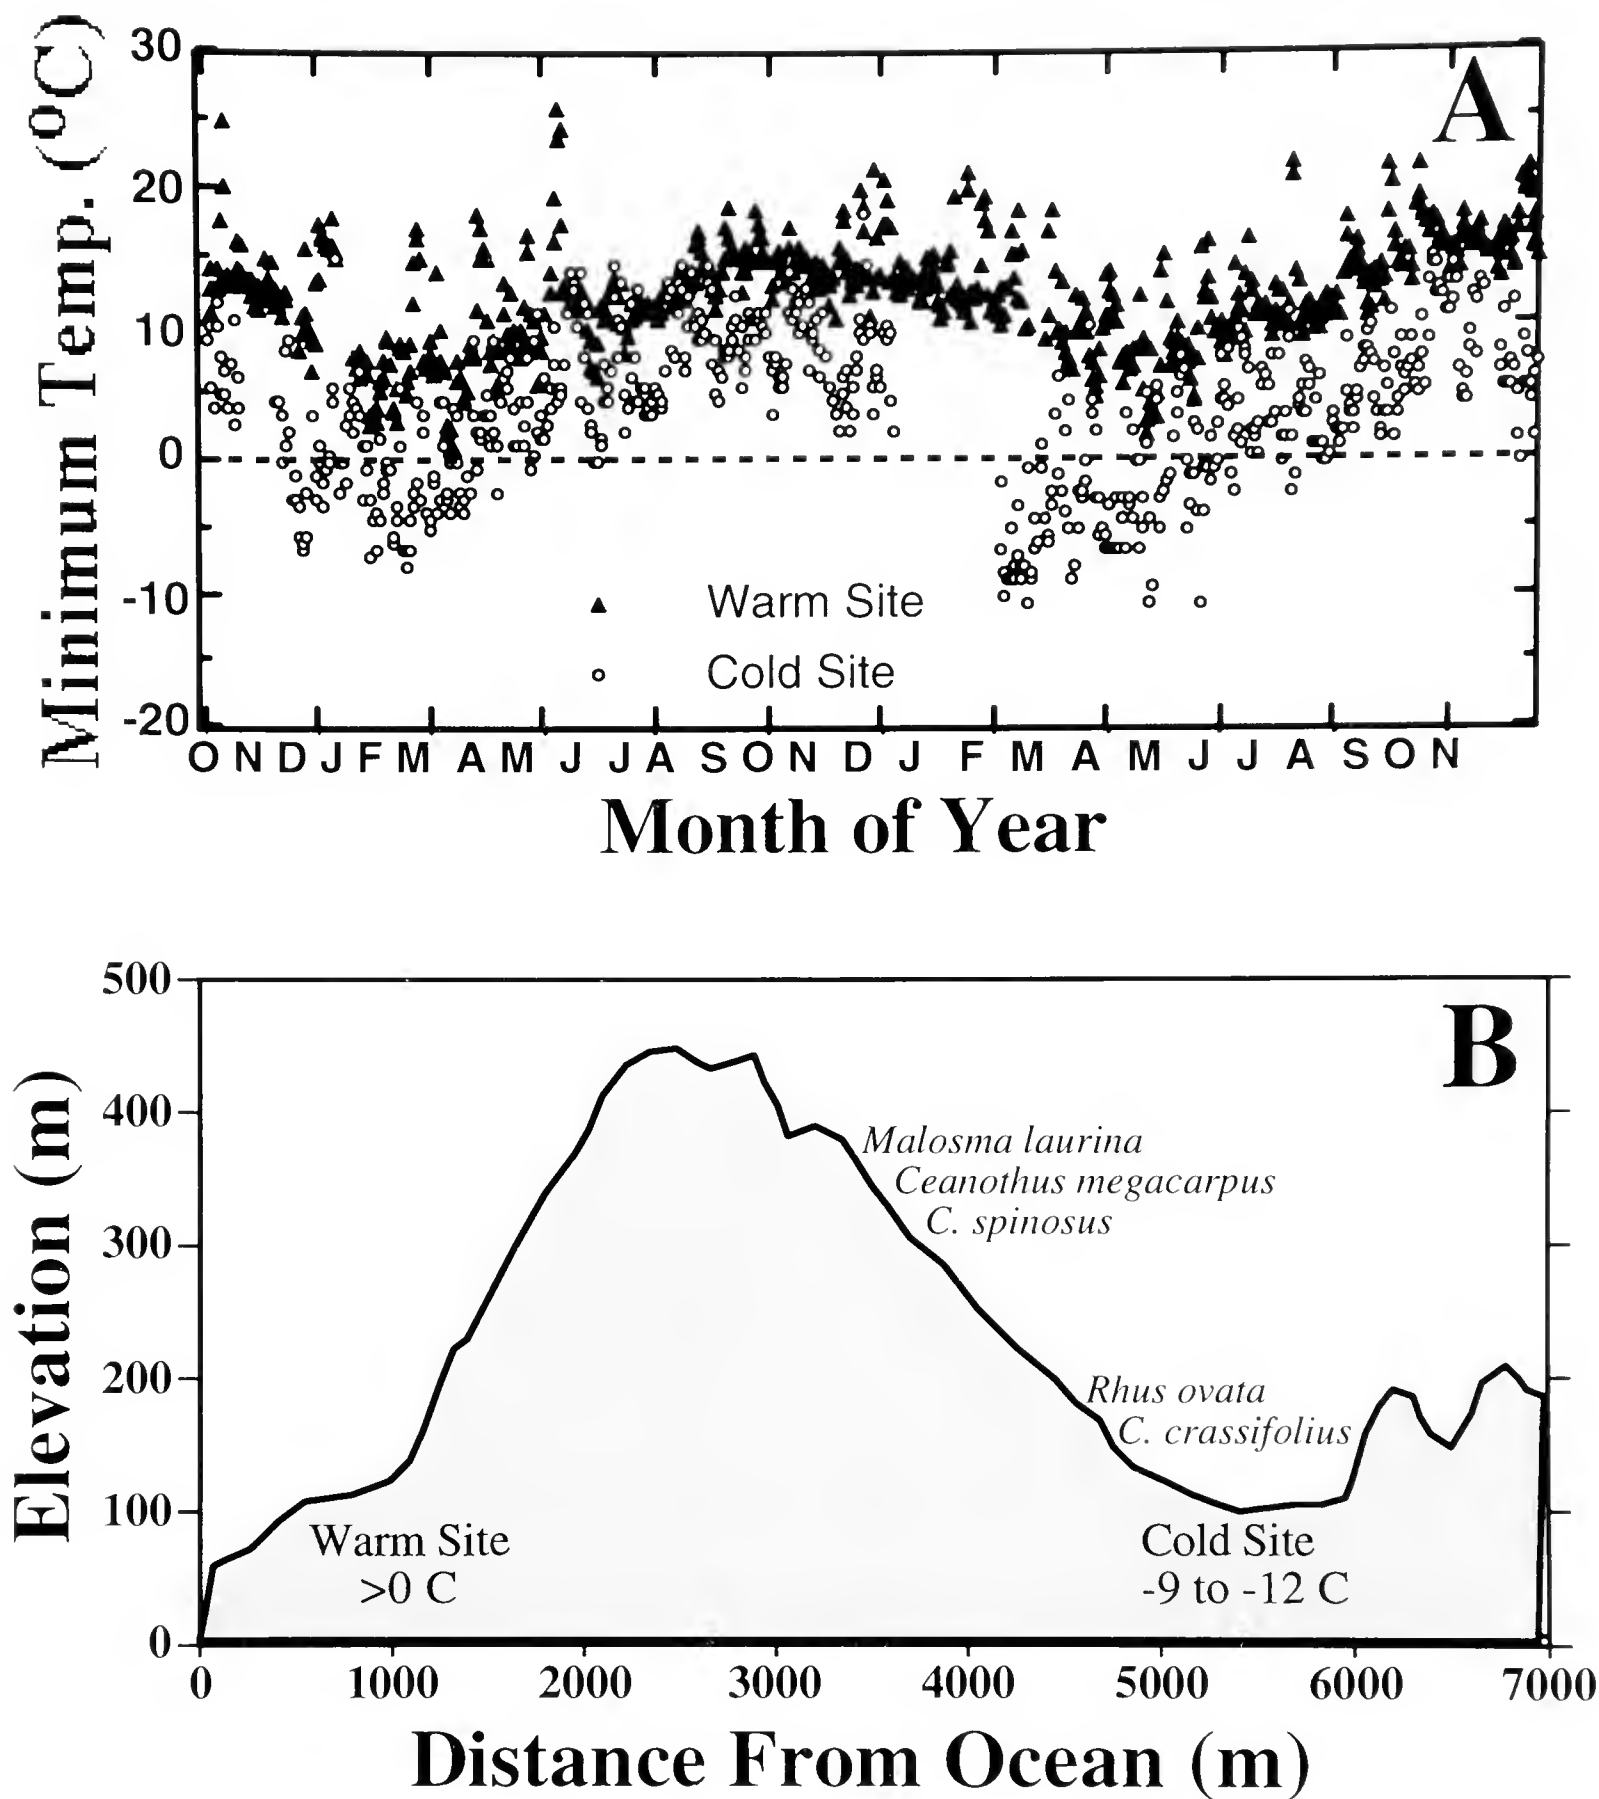 A
Minimum Temp. (°C)
30
20
10
0
-10
-20
Warm Site
Cold Site
O N D J F M A M J J A S O N D J F M A M J J A S O N
Month of Year
B
Elevation (m)
500
400
300
200
100
0
Malosma laurina
Ceanothus megacarpus
C. spinosus
Rhus ovata
C. crassifolius
Warm Site
>0 C
Cold Site
-9 to -12 C
0 1000 2000 3000 4000 5000 6000 7000
Distance From Ocean (m)